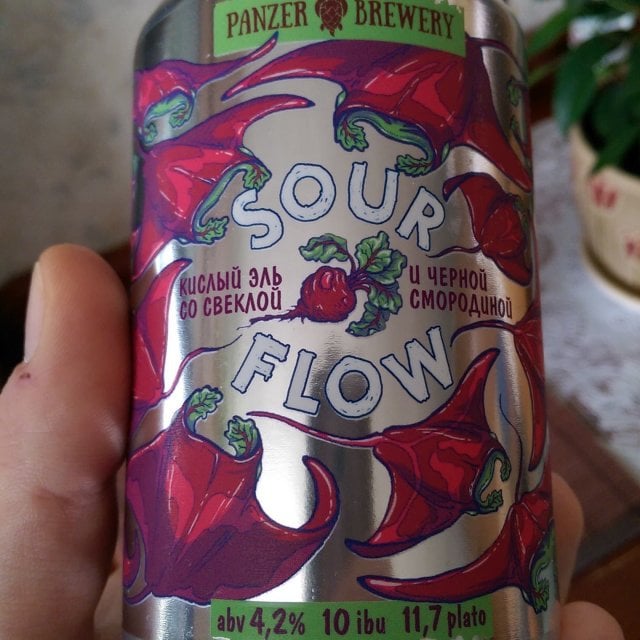 PANZER BREWERY
SOUR
КИСЛЫЙ ЭЛЬ И ЧЕРНОЙ
СО СВЕКЛОЙ СМОРОДИНОЙ
FLOW
abv 4,2% 10 ibu 11,7 plato